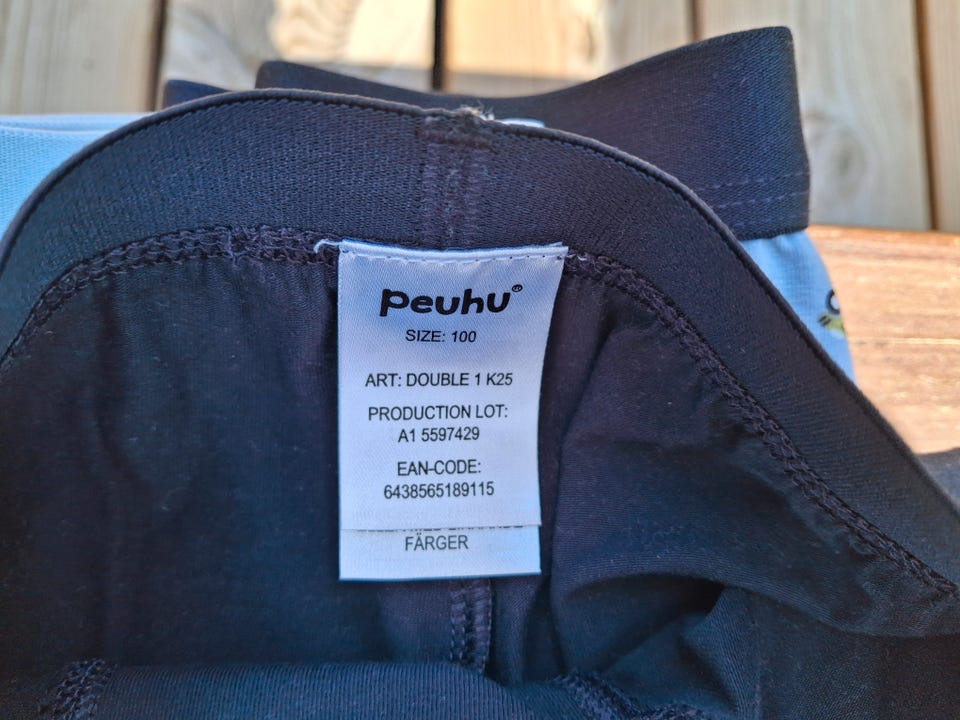 Peuhu®
SIZE: 100
ART: DOUBLE 1 K25
PRODUCTION LOT:
A1 5597429
EAN-CODE:
6438565189115
FÄRGER